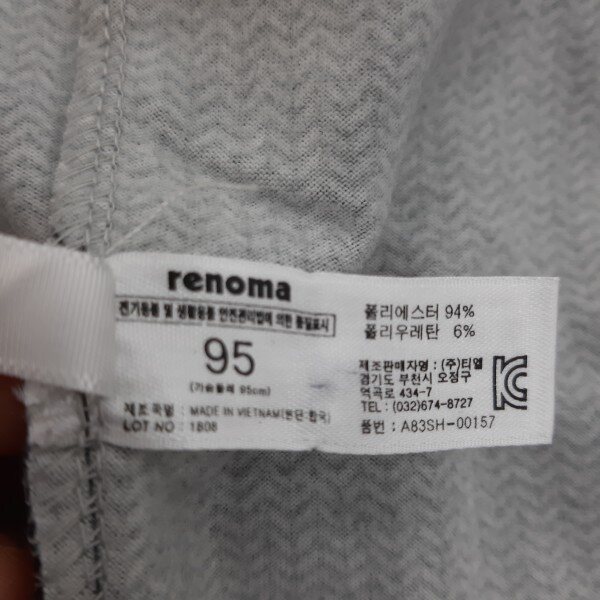 renoma
전기용품 및 생활용품 안전관리법에 의한 품질표시
95
(가슴둘레 95cm)
제조국명 : MADE IN VIETNAM(원단:한국)
LOT NO : 1808
폴리에스터 94%
폴리우레탄 6%
제조판매자명 : (주)티엘
경기도 부천시 오정구
역곡로 434-7
TEL : (032)674-8727
품번 : A83SH-00157